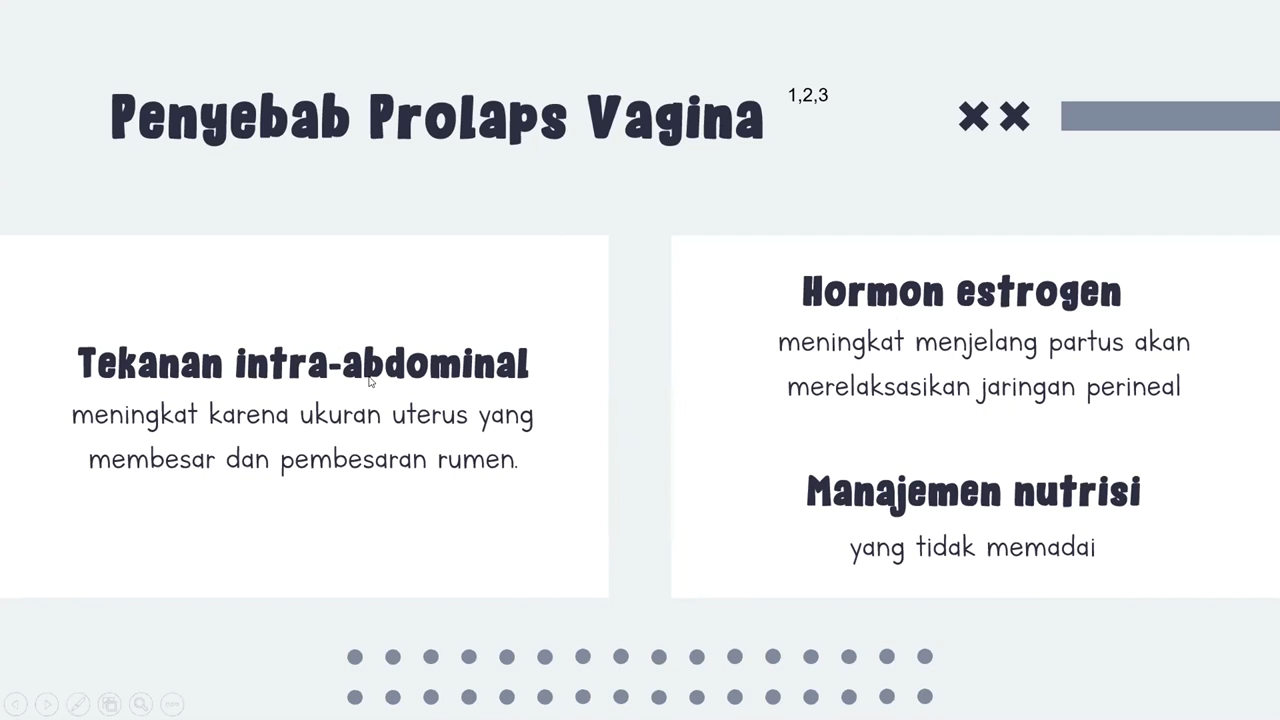 Penyebab Prolaps Vagina 1,2,3
Tekanan intra-abdominal
meningkat karena ukuran uterus yang
membesar dan pembesaran rumen.
Hormon estrogen
meningkat menjelang partus akan
merelaksasikan jaringan perineal
Manajemen nutrisi
yang tidak memadai